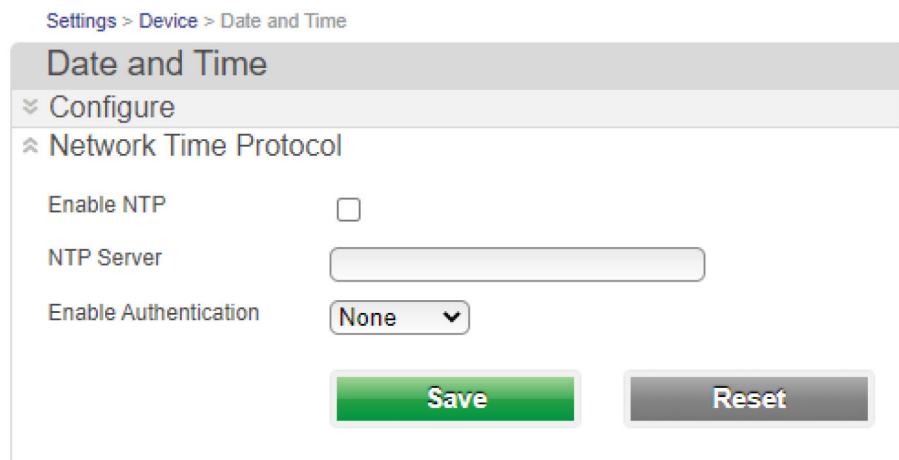 Settings > Device > Date and Time
Date and Time
Configure
Network Time Protocol
Enable NTP
NTP Server
Enable Authentication None
Save Reset